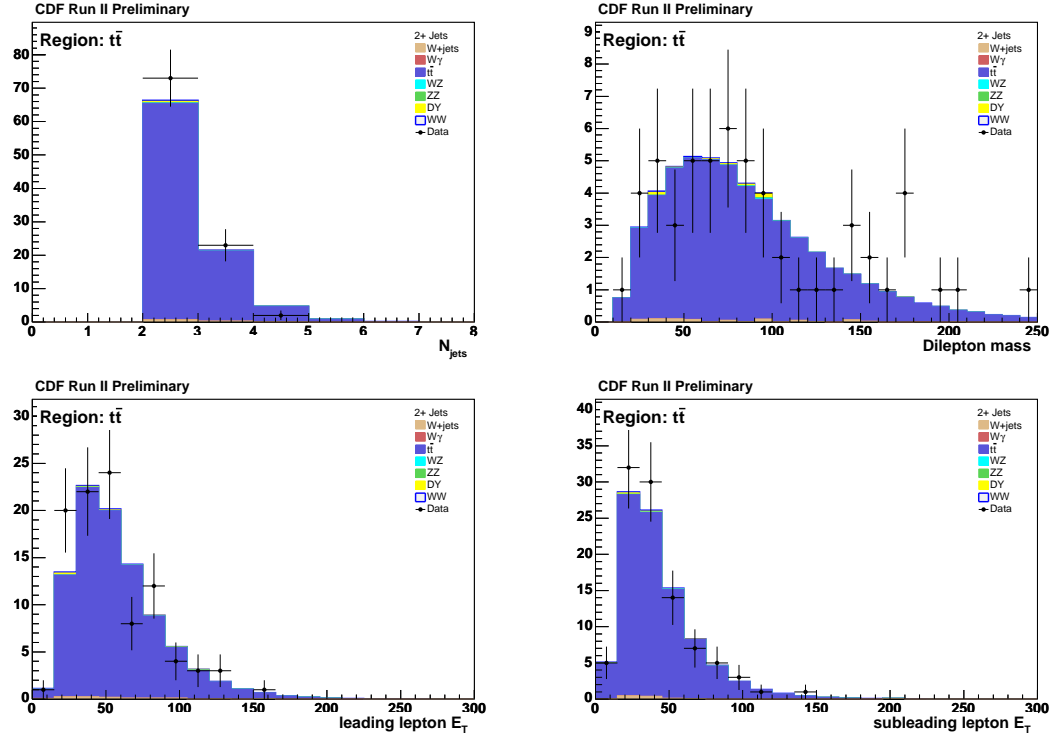 CDF Run II Preliminary
Region: tt̄
2+ Jets
W+jets
Wγ
tt̄
WZ
ZZ
DY
WW
Data
80
70
60
50
40
30
20
10
0
0 1 2 3 4 5 6 7 8
N_jets
CDF Run II Preliminary
Region: tt̄
2+ Jets
W+jets
Wγ
tt̄
WZ
ZZ
DY
WW
Data
9
8
7
6
5
4
3
2
1
0
0 50 100 150 200 250
Dilepton mass
CDF Run II Preliminary
Region: tt̄
2+ Jets
W+jets
Wγ
tt̄
WZ
ZZ
DY
WW
Data
30
25
20
15
10
5
0
0 50 100 150 200 250 300
leading lepton E_T
CDF Run II Preliminary
Region: tt̄
2+ Jets
W+jets
Wγ
tt̄
WZ
ZZ
DY
WW
Data
40
35
30
25
20
15
10
5
0
0 50 100 150 200 250 300
subleading lepton E_T